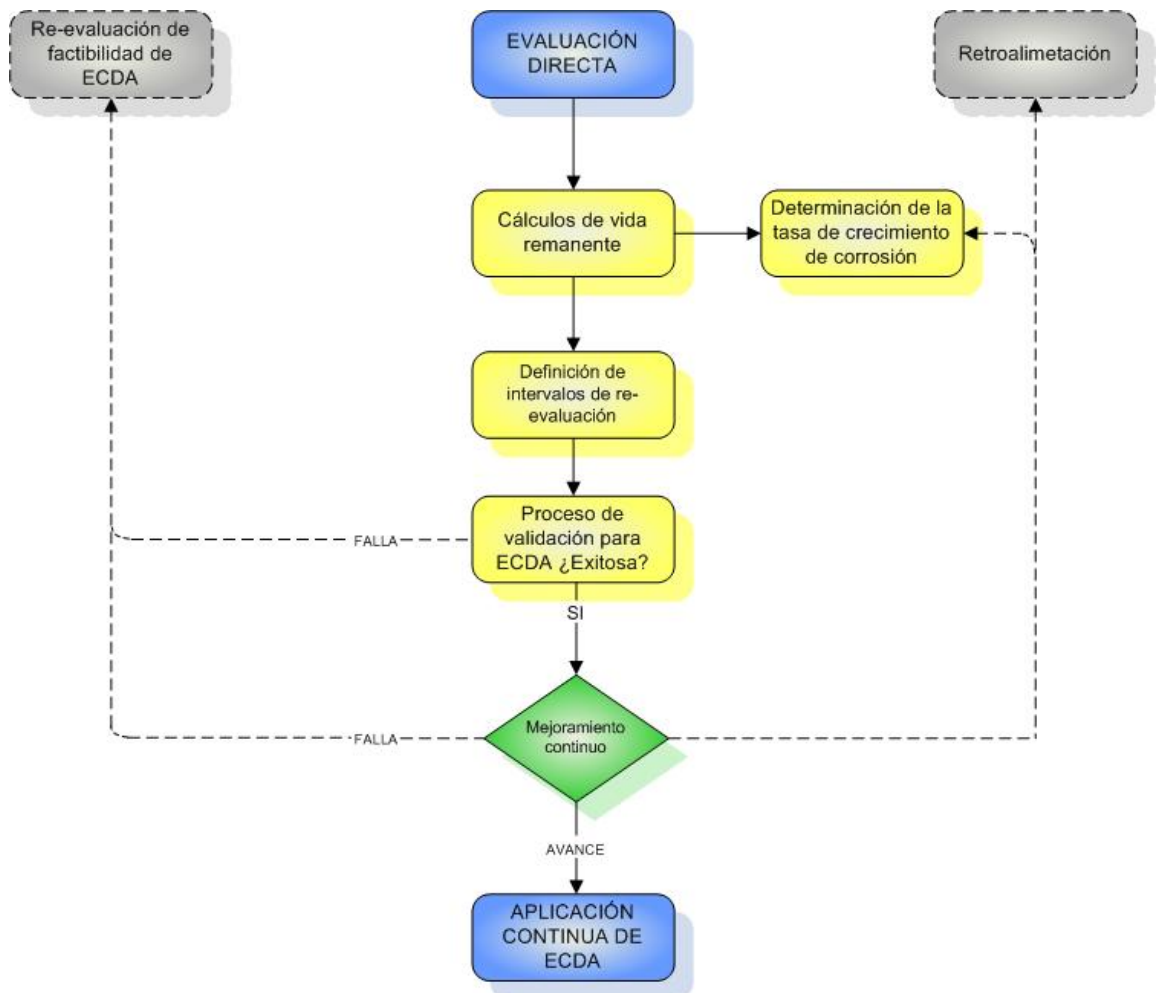 Re-evaluación de
factibilidad de
ECDA
EVALUACIÓN
DIRECTA
Retroalimetación
Cálculos de vida
remanente
Determinación de la
tasa de crecimiento
de corrosión
Definición de
intervalos de re-
evaluación
Proceso de
validación para
ECDA ¿Exitosa?
FALLA
SI
Mejoramiento
continuo
FALLA
AVANCE
APLICACIÓN
CONTINUA DE
ECDA